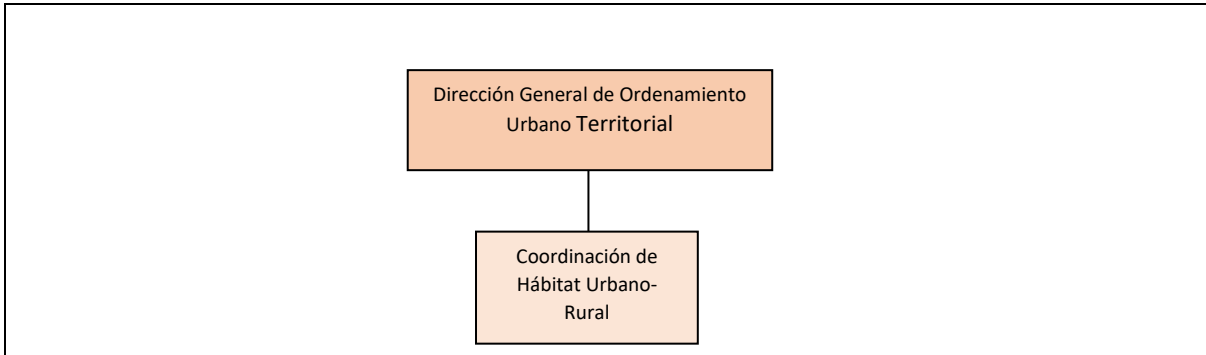 Dirección General de Ordenamiento
Urbano Territorial
Coordinación de
Hábitat Urbano-
Rural